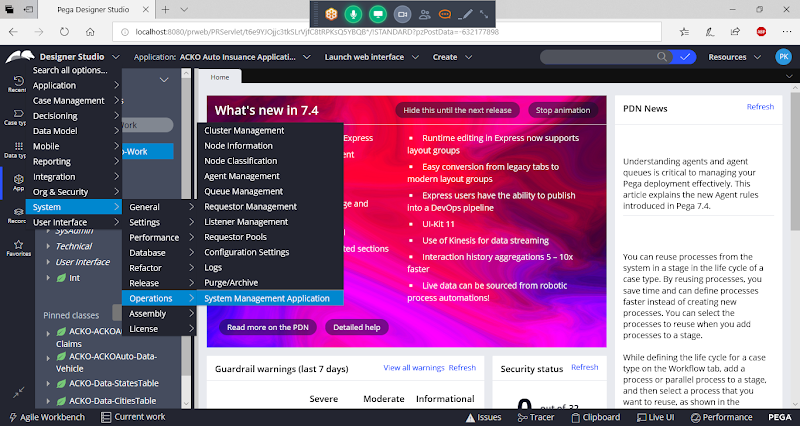 Pega Designer Studio
localhost:8080/prweb/PRServlet/t6e9YJOjjc3tkSLrVjfC8tRPKsQ5YBQB*/!STANDARD?pzPostData=-632177898
Designer Studio
Application: ACKO Auto Insuance Applicati...
Launch web interface
Create
Resources
PK
Recent
Case types
Data types
App
Records
Favorites
Search all options...
Application
Case Management
Decisioning
Data Model
Mobile
Reporting
Integration
Org & Security
System
User Interface
General
Settings
Performance
Database
Refactor
Release
Operations
Assembly
License
Cluster Management
Node Information
Node Classification
Agent Management
Queue Management
Requestor Management
Listener Management
Requestor Pools
Configuration Settings
Logs
Purge/Archive
System Management Application
SysAdmin
Technical
User Interface
Int
Pinned classes
ACKO-ACKOAuto-
Claims
ACKO-ACKOAuto-Data-
Vehicle
ACKO-Data-StatesTable
ACKO-Data-CitiesTable
Home
What's new in 7.4
Hide this until the next release
Stop animation
Runtime editing in Express now supports
layout groups
Easy conversion from legacy tabs to
modern layout groups
Express users have the ability to publish
into a DevOps pipeline
UI-Kit 11
Use of Kinesis for data streaming
Interaction history aggregations 5 – 10x
faster
Live data can be sourced from robotic
process automations!
Read more on the PDN
Detailed help
Guardrail warnings (last 7 days)
View all warnings
Refresh
Severe
Moderate
Informational
Security status
Refresh
0 out of 32
PDN News
Refresh
Understanding agents and agent
queues is critical to managing your
Pega deployment effectively. This
article explains the new Agent rules
introduced in Pega 7.4.
You can reuse processes from the
system in a stage in the life cycle of a
case type. By reusing processes, you
save time and can define processes
faster instead of creating new
processes. You can select the
processes to reuse when you add
processes to a stage.
While defining the life cycle for a case
type on the Workflow tab, add a
process or parallel process to a stage,
and then select a process that you
want to reuse, as shown in the
Agile Workbench
Current work
Issues
Tracer
Clipboard
Live UI
Performance
PEGA